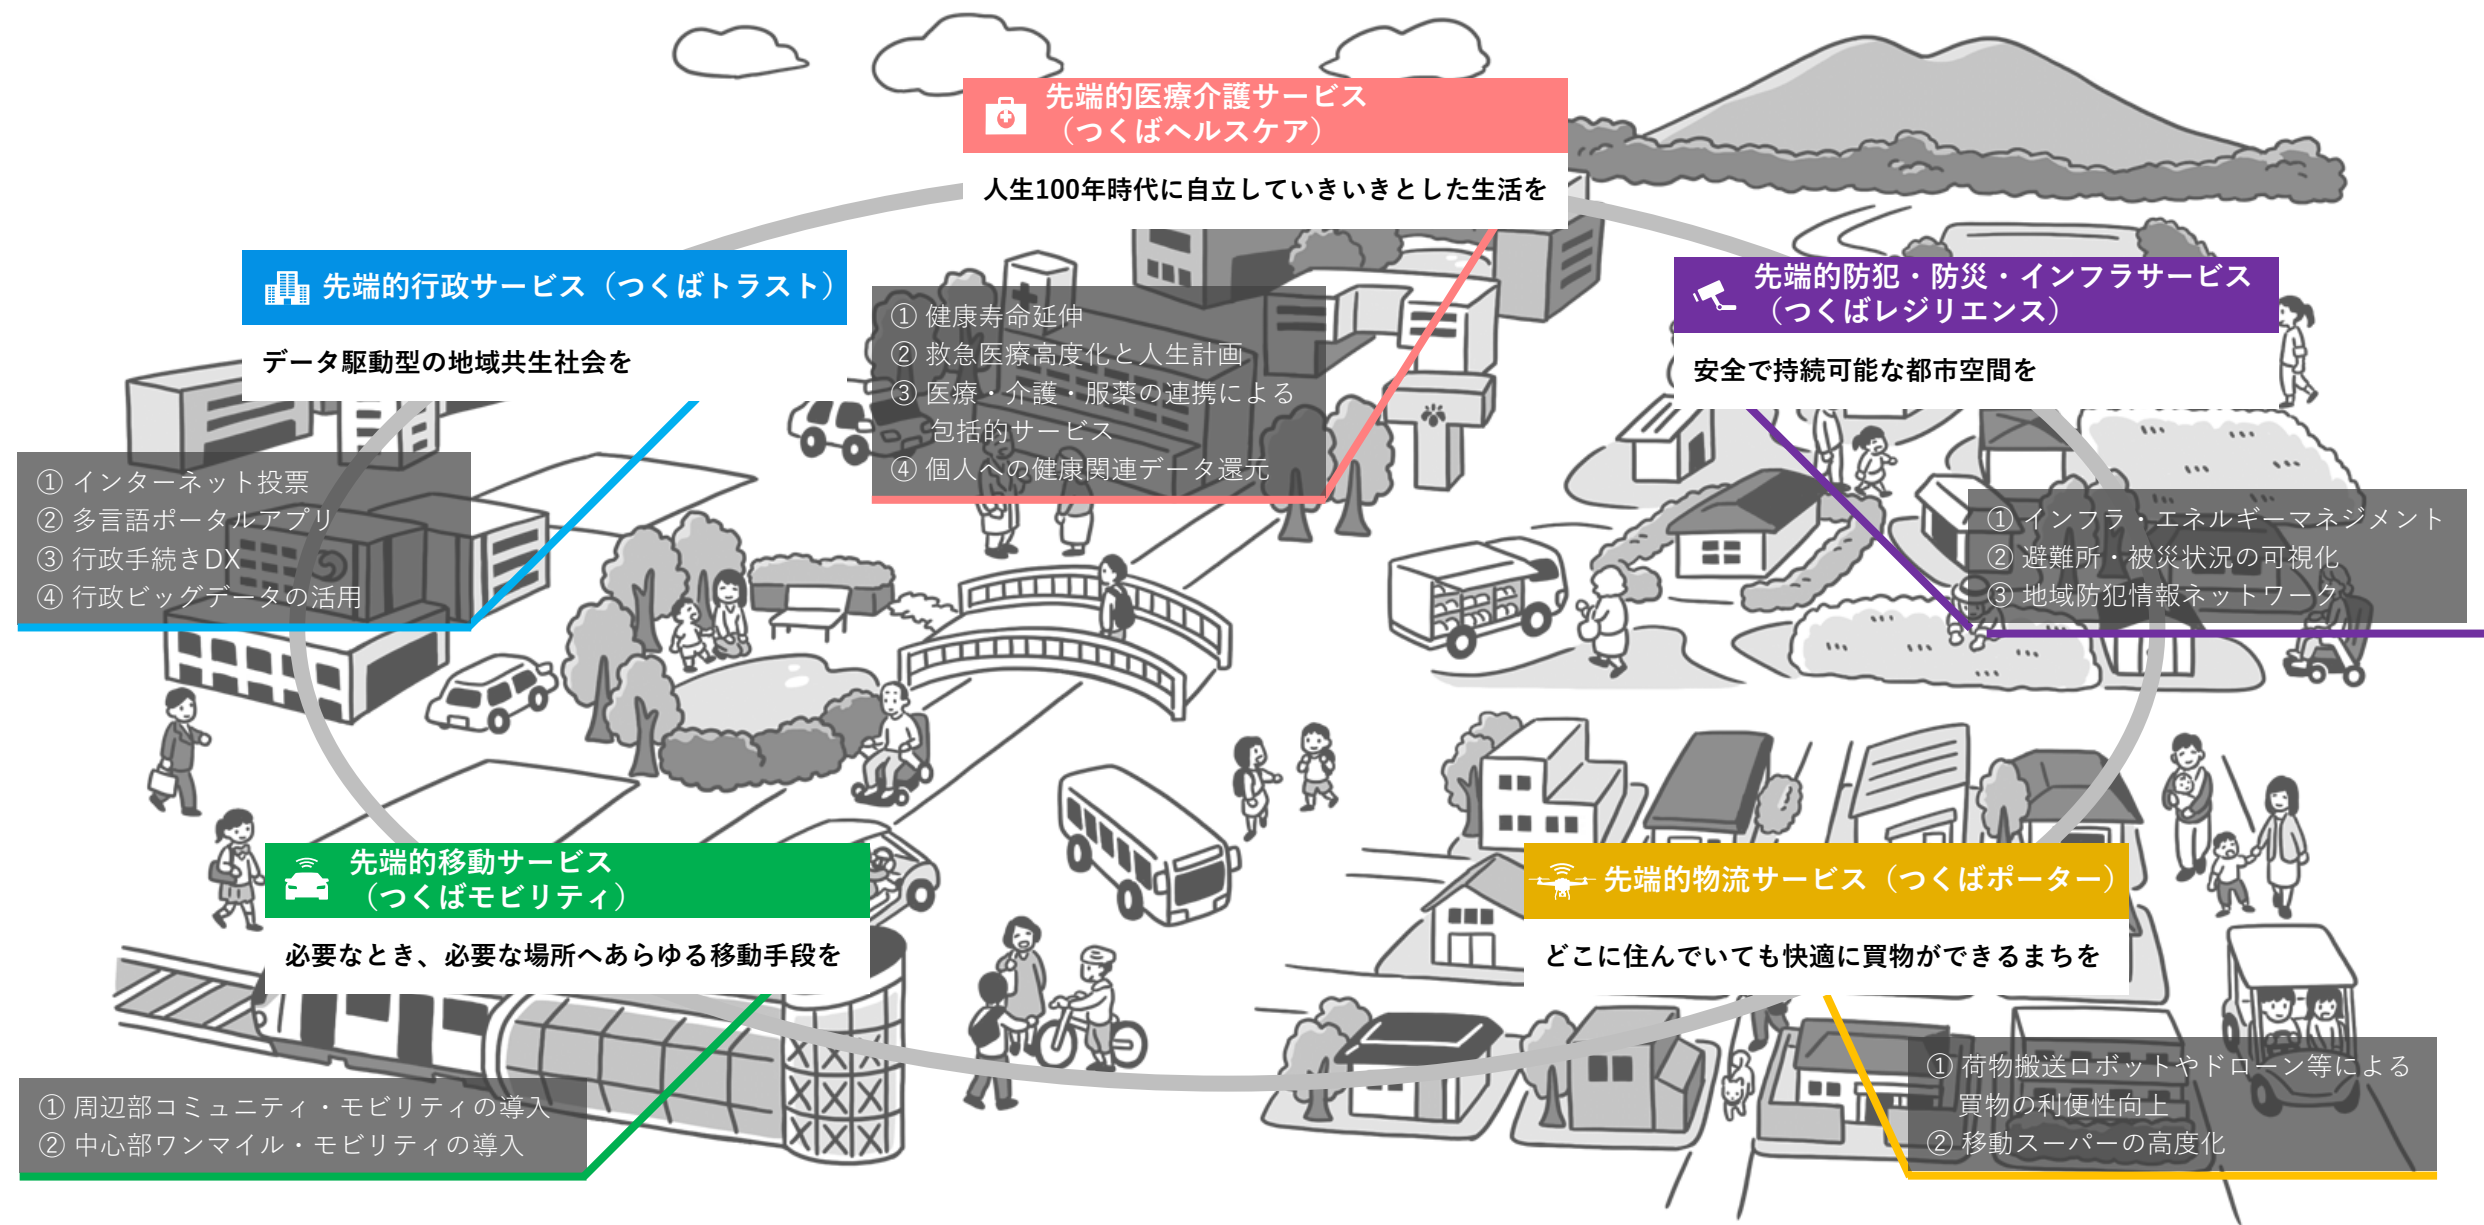 先端的医療介護サービス
（つくばヘルスケア）
人生100年時代に自立していきいきとした生活を
① 健康寿命延伸
② 救急医療高度化と人生計画
③ 医療・介護・服薬の連携による
包括的サービス
④ 個人への健康関連データ還元
先端的行政サービス（つくばトラスト）
データ駆動型の地域共生社会を
① インターネット投票
② 多言語ポータルアプリ
③ 行政手続きDX
④ 行政ビッグデータの活用
先端的防犯・防災・インフラサービス
（つくばレジリエンス）
安全で持続可能な都市空間を
① インフラ・エネルギーマネジメント
② 避難所・被災状況の可視化
③ 地域防犯情報ネットワーク
先端的移動サービス
（つくばモビリティ）
必要なとき、必要な場所へあらゆる移動手段を
① 周辺部コミュニティ・モビリティの導入
② 中心部ワンマイル・モビリティの導入
先端的物流サービス（つくばポーター）
どこに住んでいても快適に買物ができるまちを
① 荷物搬送ロボットやドローン等による
買物の利便性向上
② 移動スーパーの高度化